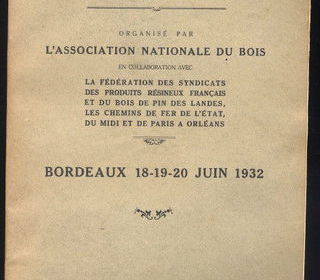 ORGANISÉ PAR
L'ASSOCIATION NATIONALE DU BOIS
EN COLLABORATION AVEC
LA FÉDÉRATION DES SYNDICATS
DES PRODUITS RÉSINEUX FRANÇAIS
ET DU BOIS DE PIN DES LANDES,
LES CHEMINS DE FER DE L'ÉTAT,
DU MIDI ET DE PARIS A ORLÉANS
BORDEAUX 18-19-20 JUIN 1932